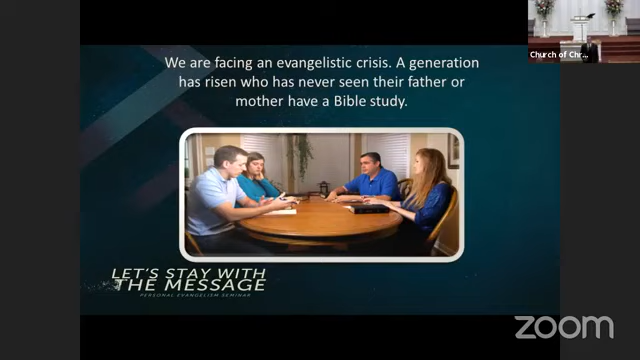 We are facing an evangelistic crisis. A generation
has risen who has never seen their father or
mother have a Bible study.
LET'S STAY WITH
THE MESSAGE
PERSONAL EVANGELISM SEMINAR
Church of Chr...
zoom